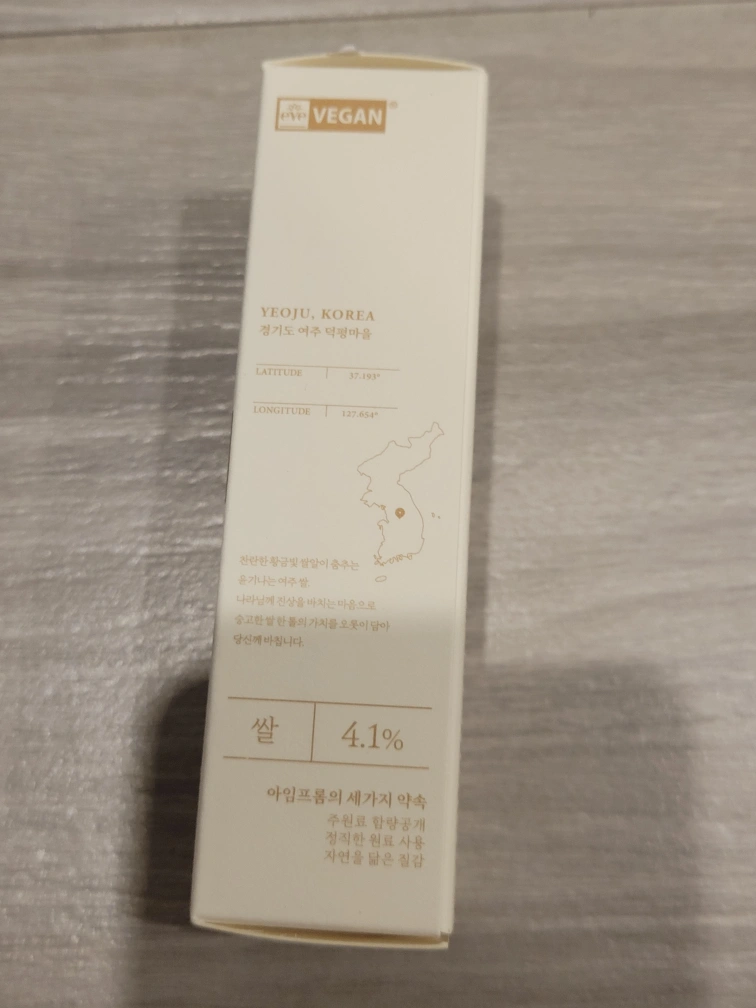 eve VEGAN®
YEOJU, KOREA
경기도 여주 덕평마을
LATITUDE 37.193°
LONGITUDE 127.654°
찬란한 황금빛 쌀알이 춤추는
윤기나는 여주 쌀.
나라님께 진상을 바치는 마음으로
숭고한 쌀 한 톨의 가치를 오롯이 담아
당신께 바칩니다.
쌀 4.1%
아임프롬의 세가지 약속
주원료 함량공개
정직한 원료 사용
자연을 닮은 질감